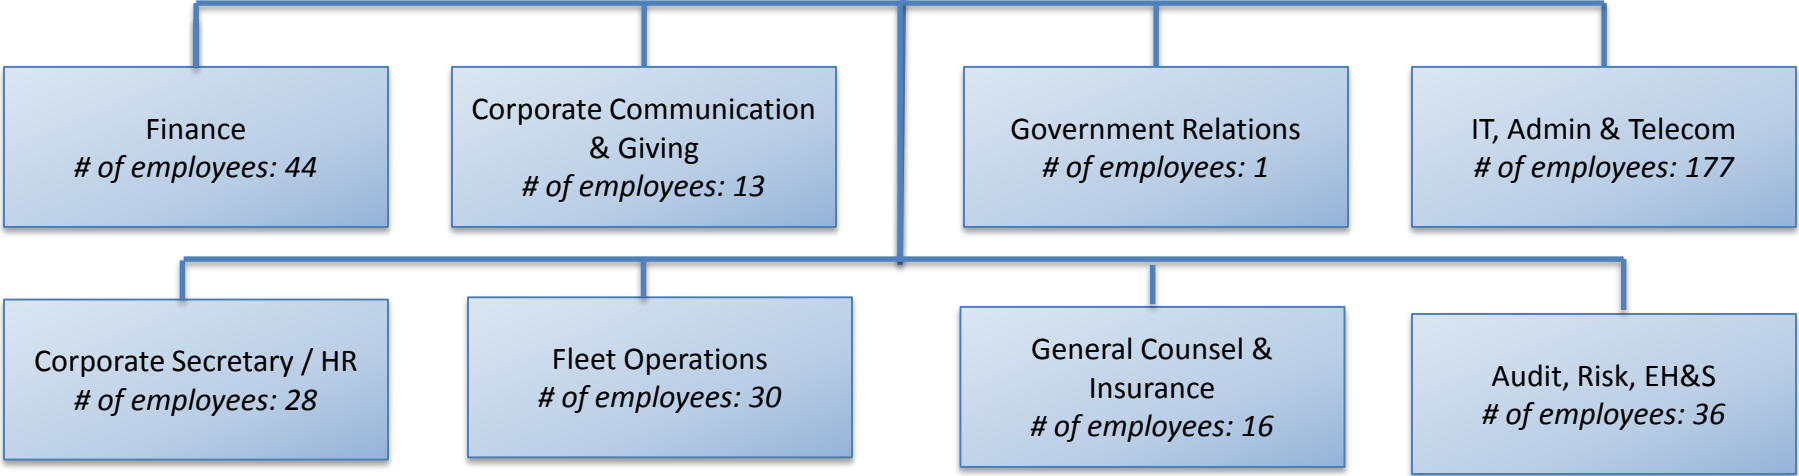 Finance
# of employees: 44
Corporate Communication
& Giving
# of employees: 13
Government Relations
# of employees: 1
IT, Admin & Telecom
# of employees: 177
Corporate Secretary / HR
# of employees: 28
Fleet Operations
# of employees: 30
General Counsel &
Insurance
# of employees: 16
Audit, Risk, EH&S
# of employees: 36